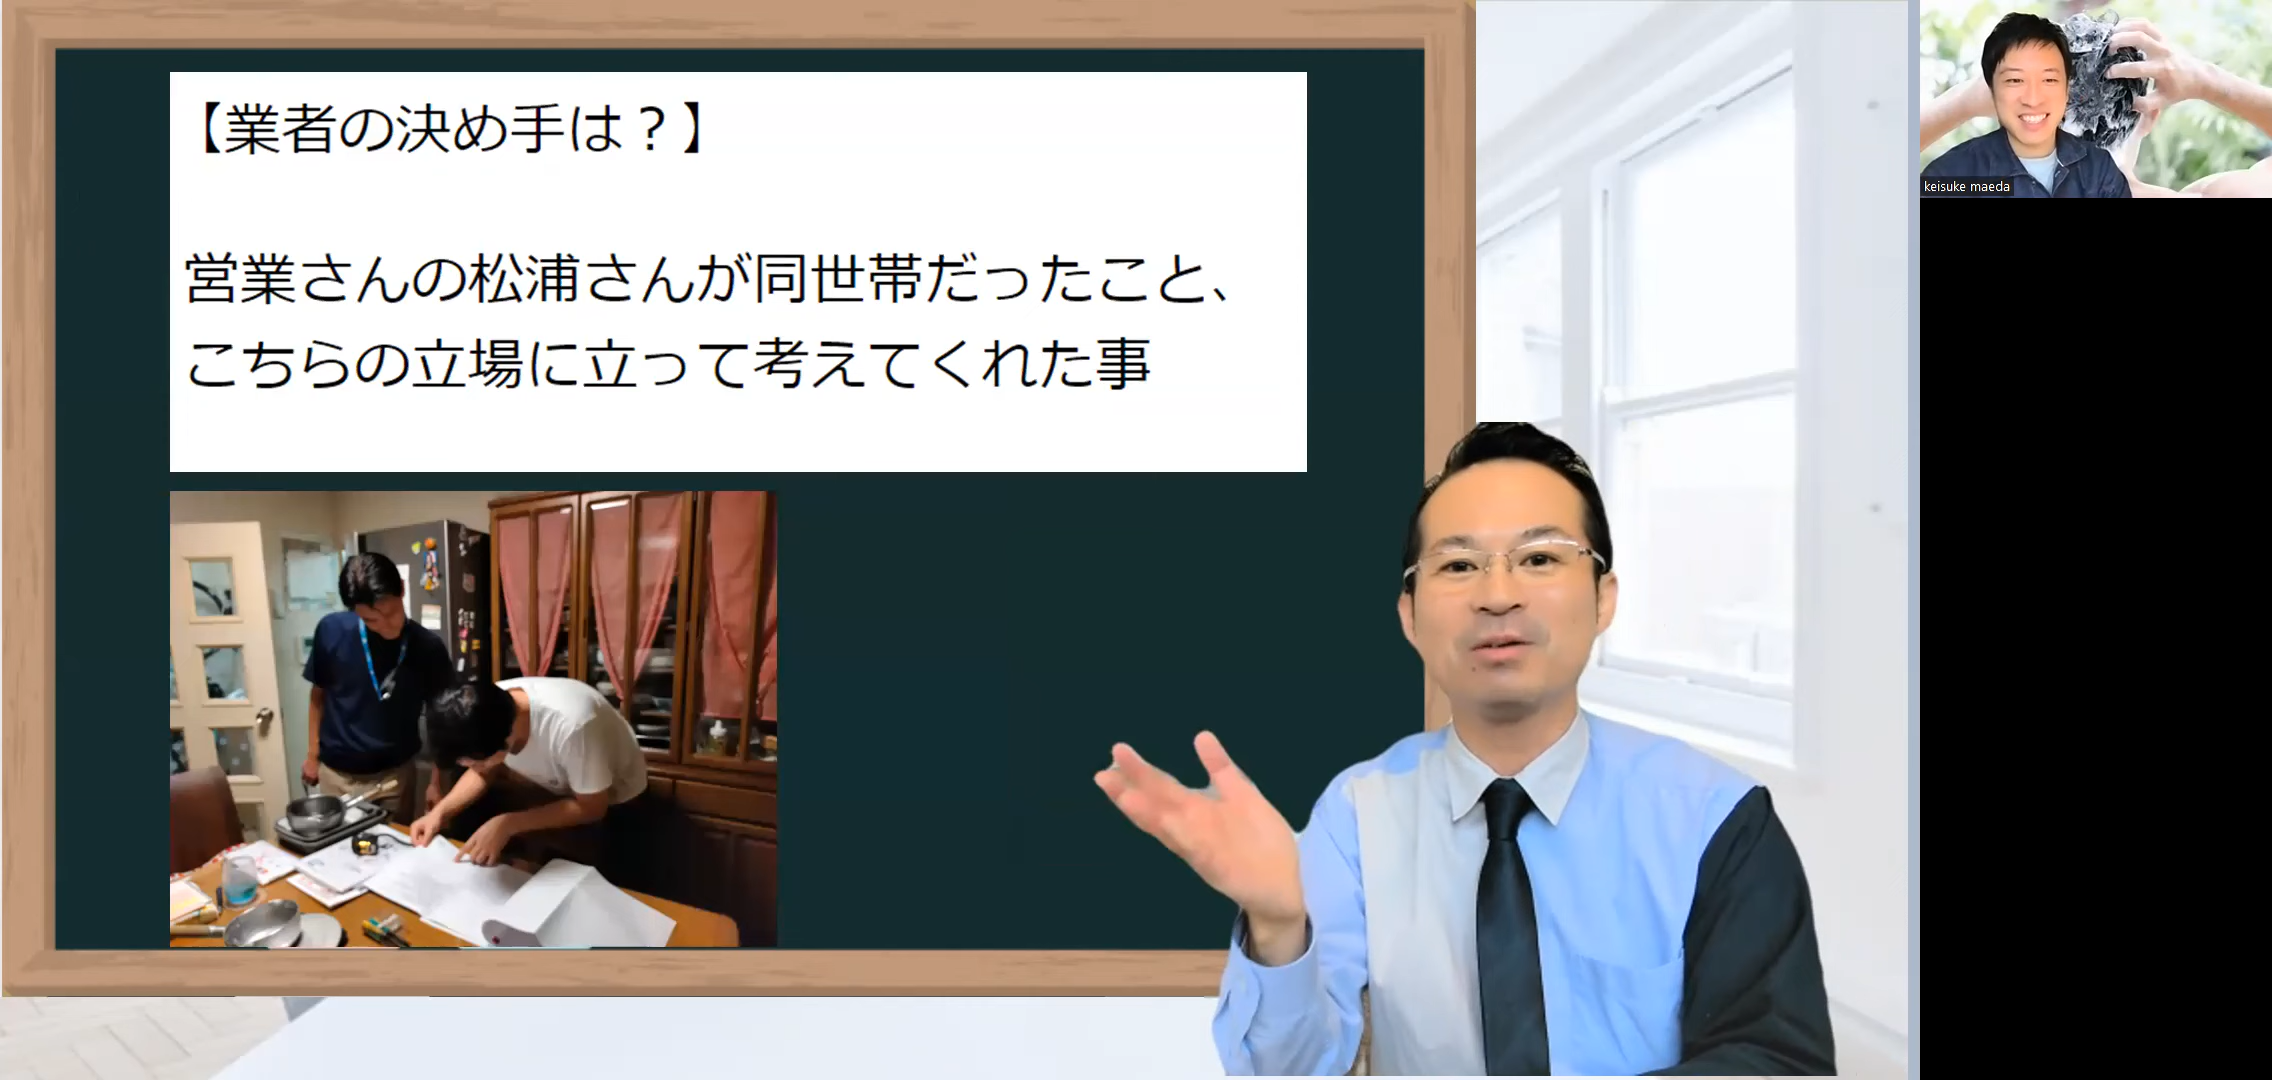 【業者の決め手は？】
営業さんの松浦さんが同世帯だったこと、
こちらの立場に立って考えてくれた事
keisuke maeda